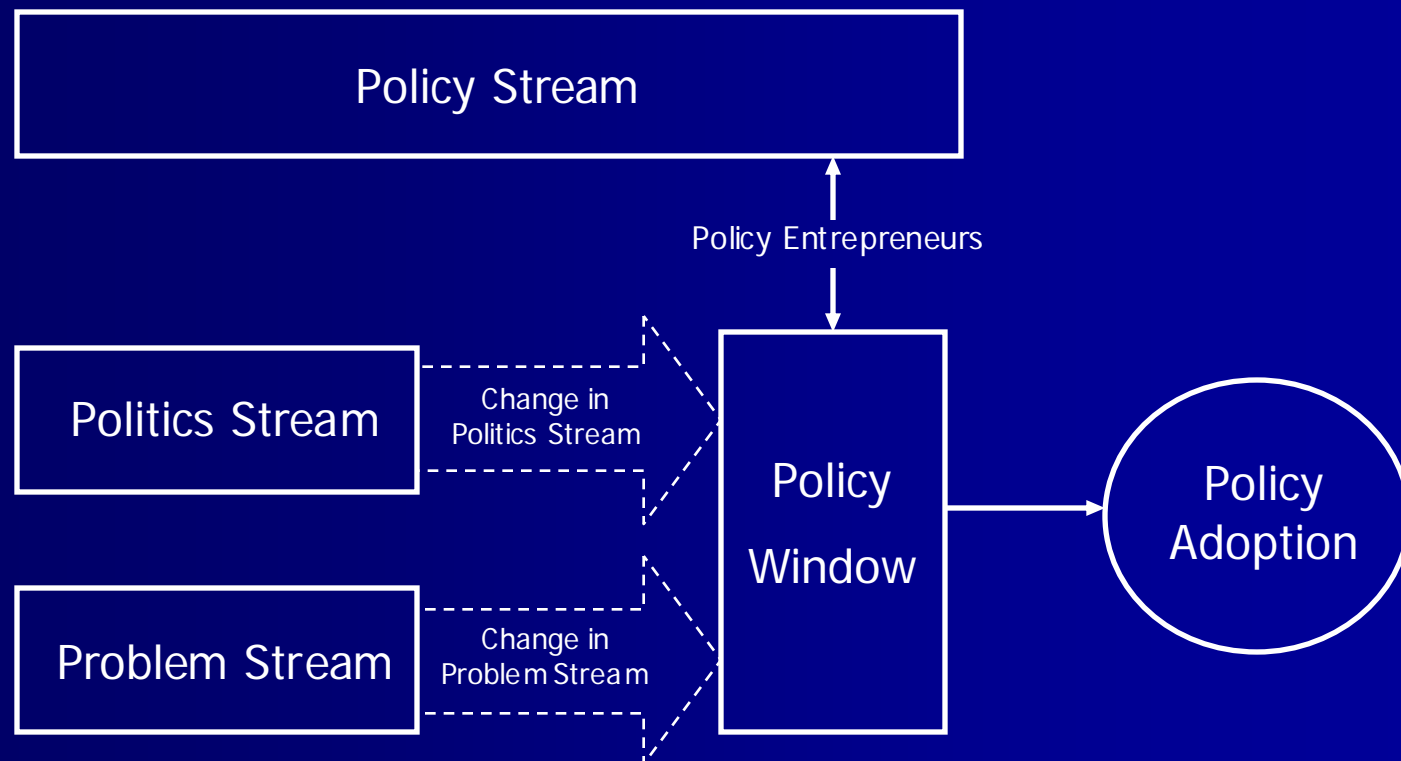 Policy Stream
Policy Entrepreneurs
Politics Stream
Change in
Politics Stream
Policy
Window
Policy
Adoption
Problem Stream
Change in
Problem Stream